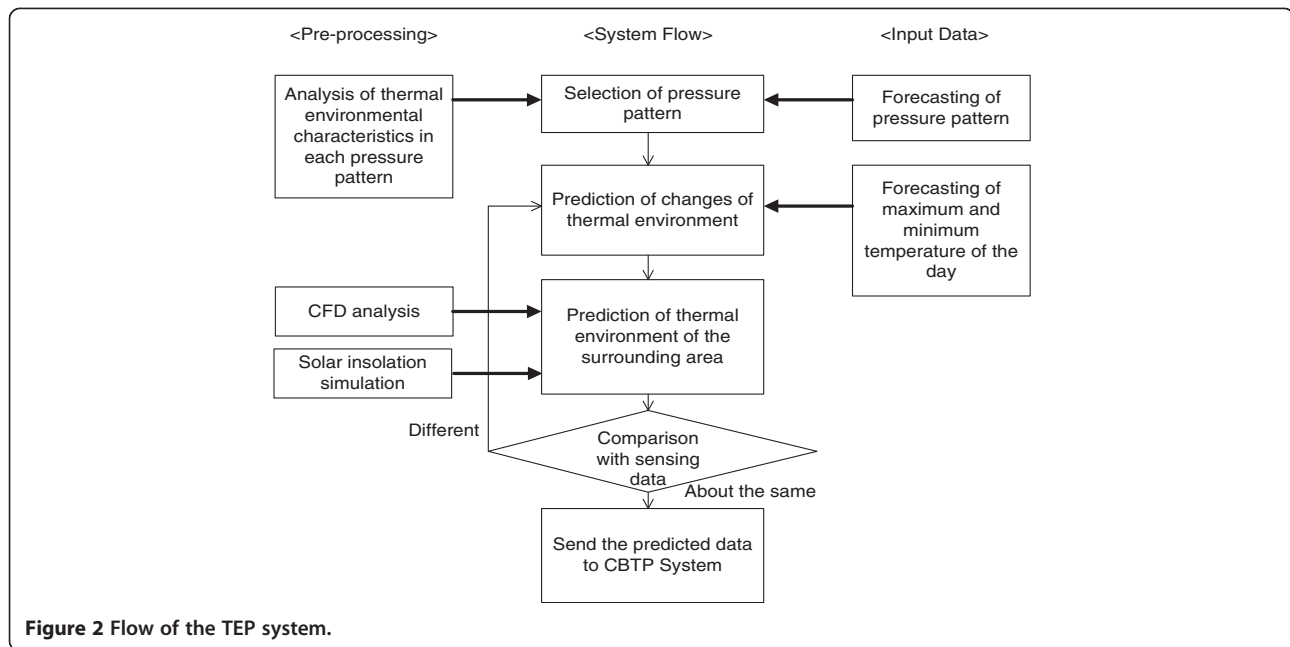 <Pre-processing>
<System Flow>
<Input Data>
Analysis of thermal
environmental
characteristics in
each pressure
pattern
Selection of pressure
pattern
Forecasting of
pressure pattern
Prediction of changes of
thermal environment
Forecasting of
maximum and
minimum
temperature of the
day
CFD analysis
Solar insolation
simulation
Prediction of thermal
environment of the
surrounding area
Different
Comparison
with sensing
data
About the same
Send the predicted data
to CBTP System
Figure 2 Flow of the TEP system.